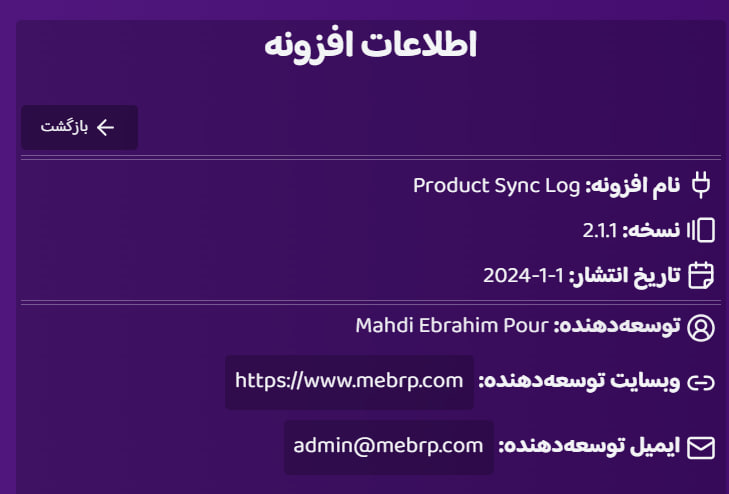 اطلاعات افزونه
بازگشت
نام افزونه: Product Sync Log
نسخه: 2.1.1
تاریخ انتشار: 2024-1-1
توسعه‌دهنده: Mahdi Ebrahim Pour
وبسایت توسعه‌دهنده: https://www.mebrp.com
ایمیل توسعه‌دهنده: admin@mebrp.com